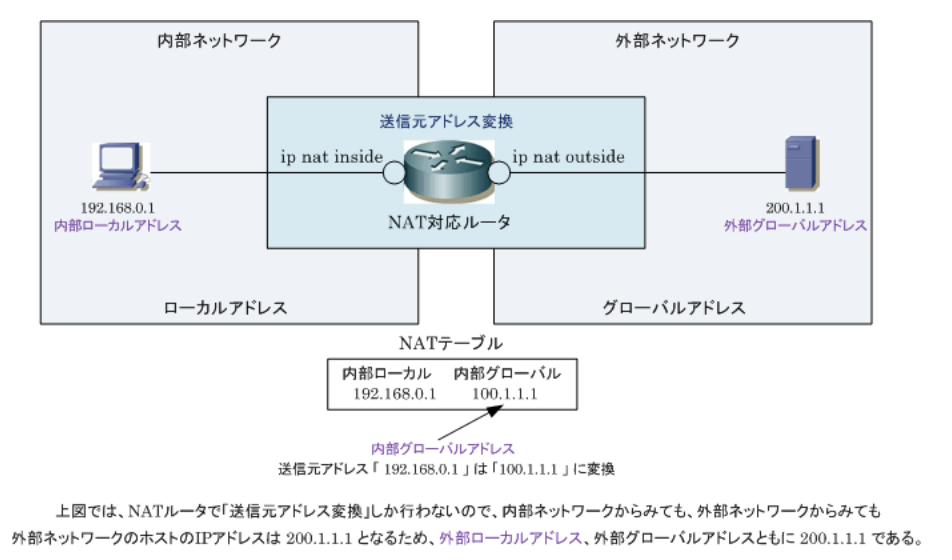 内部ネットワーク
外部ネットワーク
送信元アドレス変換
ip nat inside
ip nat outside
192.168.0.1
内部ローカルアドレス
NAT対応ルータ
200.1.1.1
外部グローバルアドレス
ローカルアドレス
グローバルアドレス
NATテーブル
内部ローカル 内部グローバル
192.168.0.1 100.1.1.1
内部グローバルアドレス
送信元アドレス「 192.168.0.1 」は「100.1.1.1 」に変換
上図では、NATルータで「送信元アドレス変換」しか行わないので、内部ネットワークからみても、外部ネットワークからみても
外部ネットワークのホストのIPアドレスは 200.1.1.1 となるため、外部ローカルアドレス、外部グローバルアドレスともに 200.1.1.1 である。